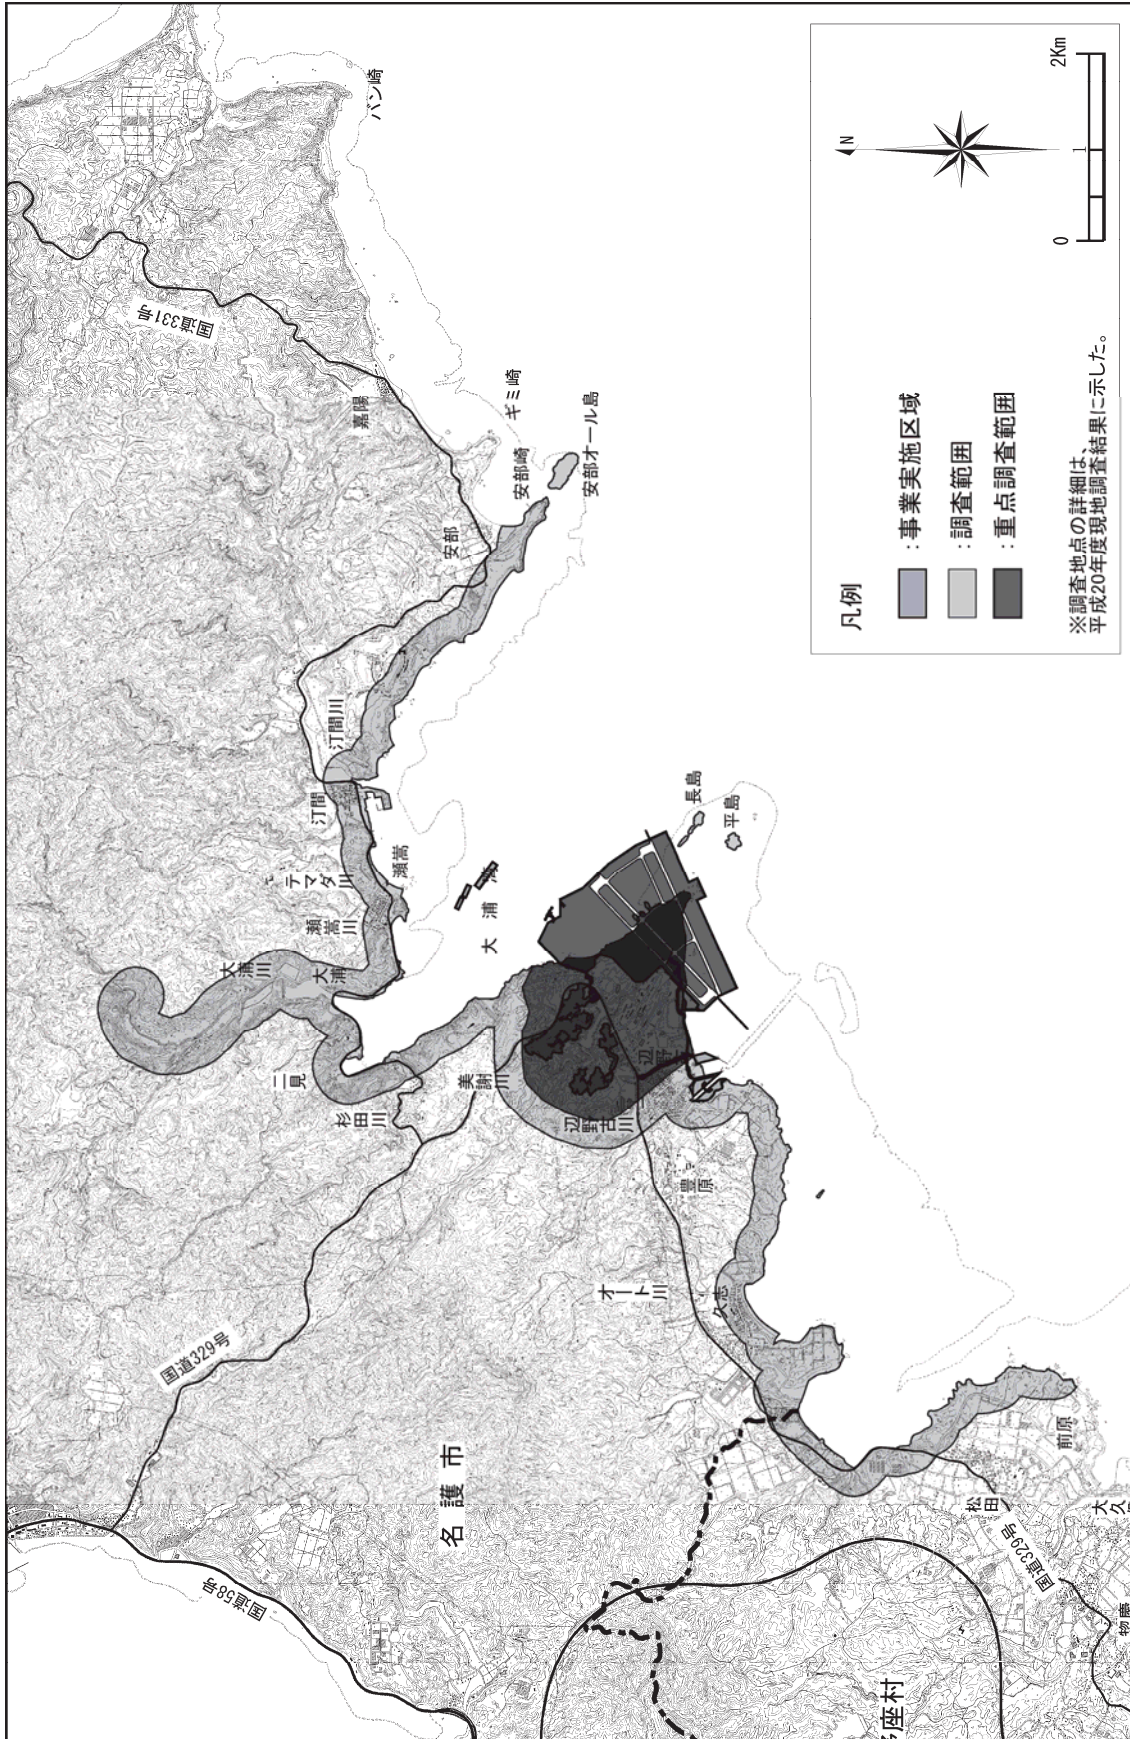 バン崎
国道331号
嘉陽
ギミ崎
安部崎
安部オール島
安部
汀間川
汀間
テマダ川
瀬嵩
瀬嵩川
大浦湾
長島
平島
大浦川
大浦
二見
杉田川
美謝川
辺野古川
豊原
オート川
久志
国道329号
名護市
国道58号
前原
松田
国道329号
大久
物慶
座村
凡例
:事業実施区域
:調査範囲
:重点調査範囲
※調査地点の詳細は、
平成20年度現地調査結果に示した。
N
0
1
2Km